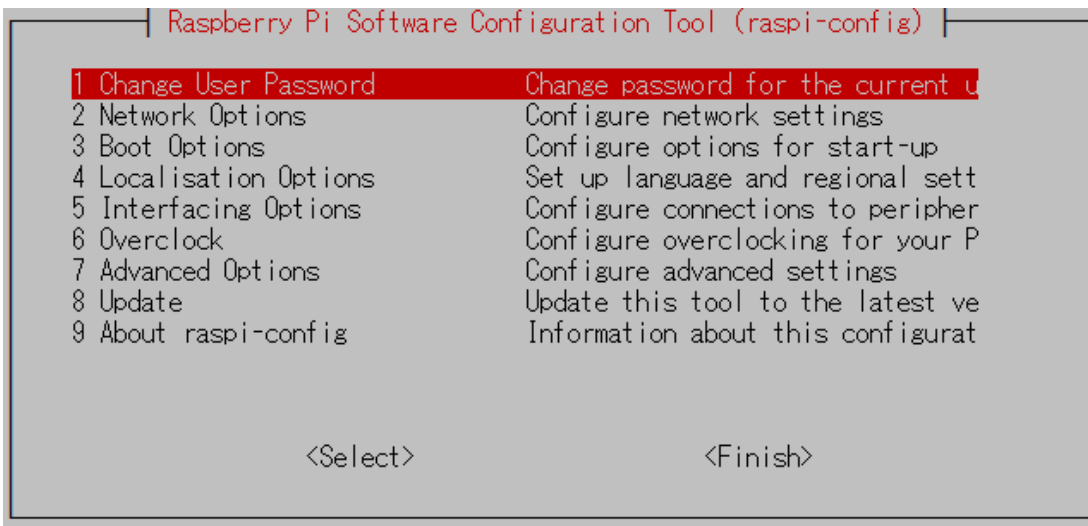 Raspberry Pi Software Configuration Tool (raspi-config)
1 Change User Password Change password for the current u
2 Network Options Configure network settings
3 Boot Options Configure options for start-up
4 Localisation Options Set up language and regional sett
5 Interfacing Options Configure connections to peripher
6 Overclock Configure overclocking for your P
7 Advanced Options Configure advanced settings
8 Update Update this tool to the latest ve
9 About raspi-config Information about this configurat
<Select> <Finish>